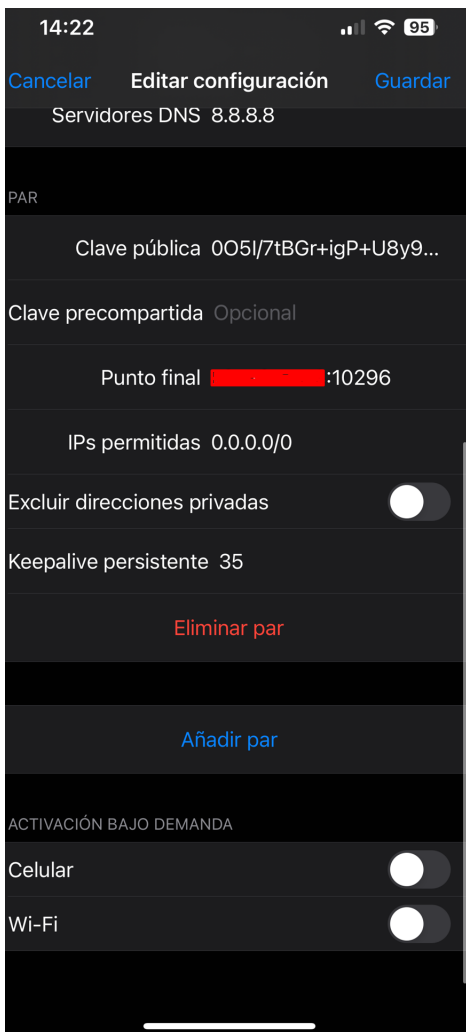 14:22
95
Cancelar Editar configuración Guardar
Servidores DNS 8.8.8.8
PAR
Clave pública 0O5I/7tBGr+igP+U8y9...
Clave precompartida Opcional
Punto final :10296
IPs permitidas 0.0.0.0/0
Excluir direcciones privadas
Keepalive persistente 35
Eliminar par
Añadir par
ACTIVACIÓN BAJO DEMANDA
Celular
Wi-Fi